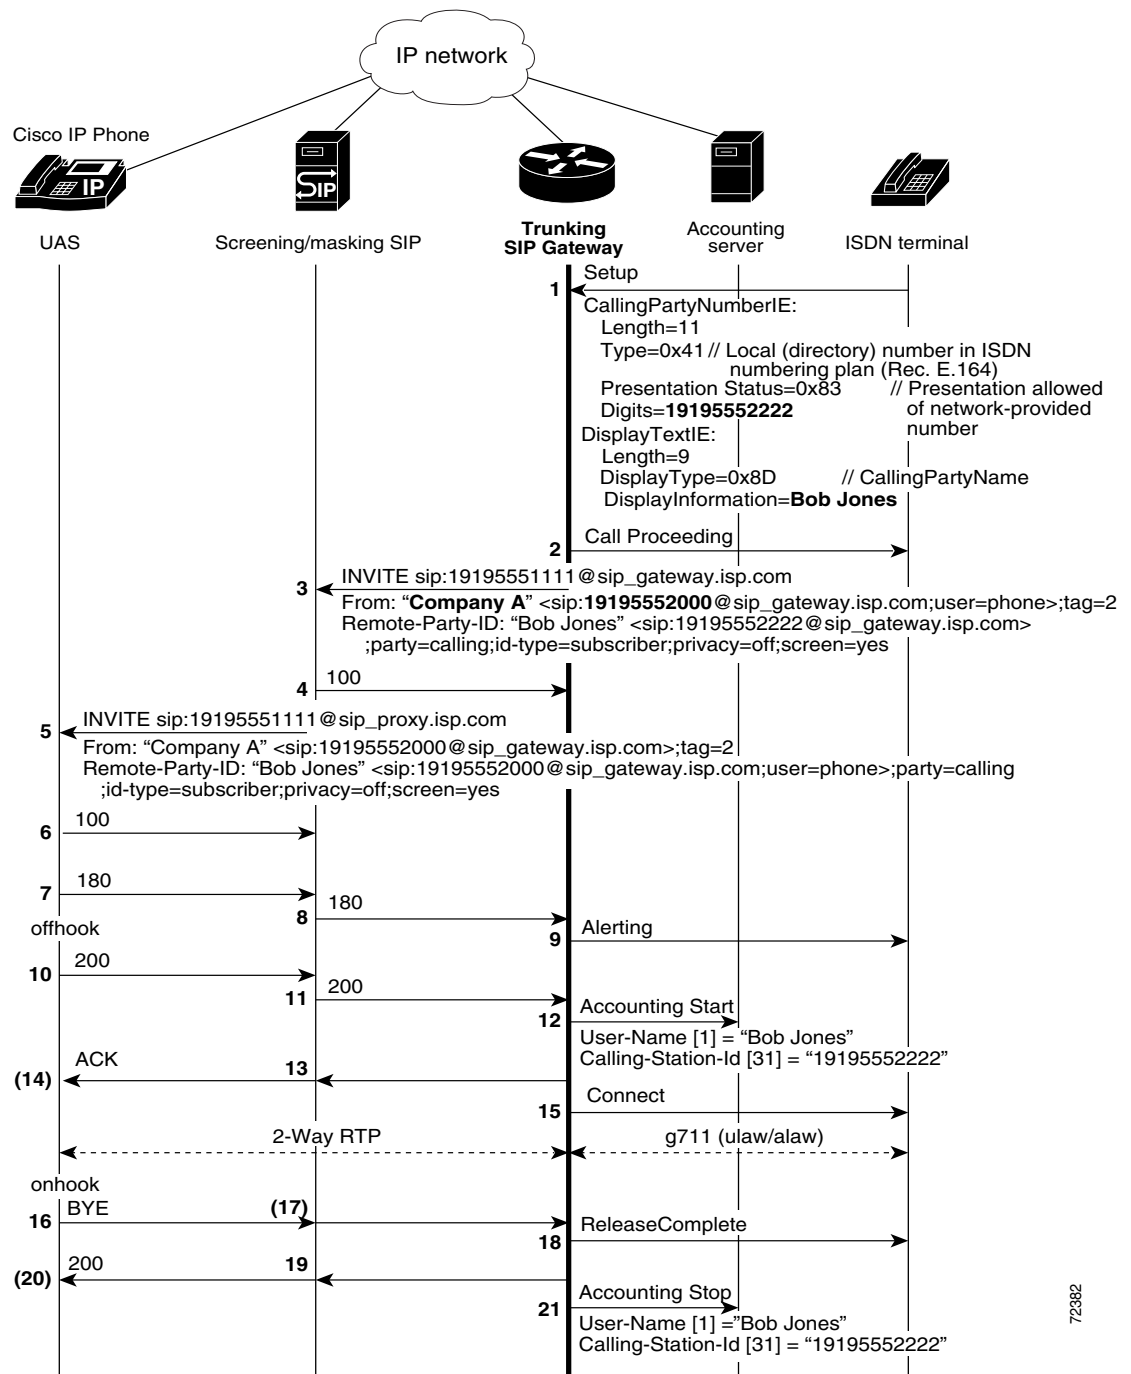 IP network
Cisco IP Phone
IP
SIP
UAS
Screening/masking SIP
Trunking
SIP Gateway
Accounting
server
ISDN terminal
Setup
1
CallingPartyNumberIE:
Length=11
Type=0x41 // Local (directory) number in ISDN
numbering plan (Rec. E.164)
Presentation Status=0x83 // Presentation allowed
Digits=19195552222 of network-provided
number
DisplayTextIE:
Length=9
DisplayType=0x8D // CallingPartyName
DisplayInformation=Bob Jones
Call Proceeding
2
INVITE sip:19195551111@sip_gateway.isp.com
3
From: “Company A” <sip:19195552000@sip_gateway.isp.com;user=phone>;tag=2
Remote-Party-ID: “Bob Jones” <sip:19195552222@sip_gateway.isp.com>
;party=calling;id-type=subscriber;privacy=off;screen=yes
100
4
INVITE sip:19195551111@sip_proxy.isp.com
5
From: “Company A” <sip:19195552000@sip_gateway.isp.com>;tag=2
Remote-Party-ID: “Bob Jones” <sip:19195552000@sip_gateway.isp.com;user=phone>;party=calling
;id-type=subscriber;privacy=off;screen=yes
100
6
180
7
180
8
offhook
Alerting
9
200
10
200
11
Accounting Start
12
User-Name [1] = “Bob Jones”
Calling-Station-Id [31] = “19195552222”
ACK
13
(14)
Connect
15
2-Way RTP
g711 (ulaw/alaw)
onhook
BYE
(17)
16
ReleaseComplete
18
200
19
(20)
Accounting Stop
21
User-Name [1] =”Bob Jones”
Calling-Station-Id [31] = “19195552222”
72382